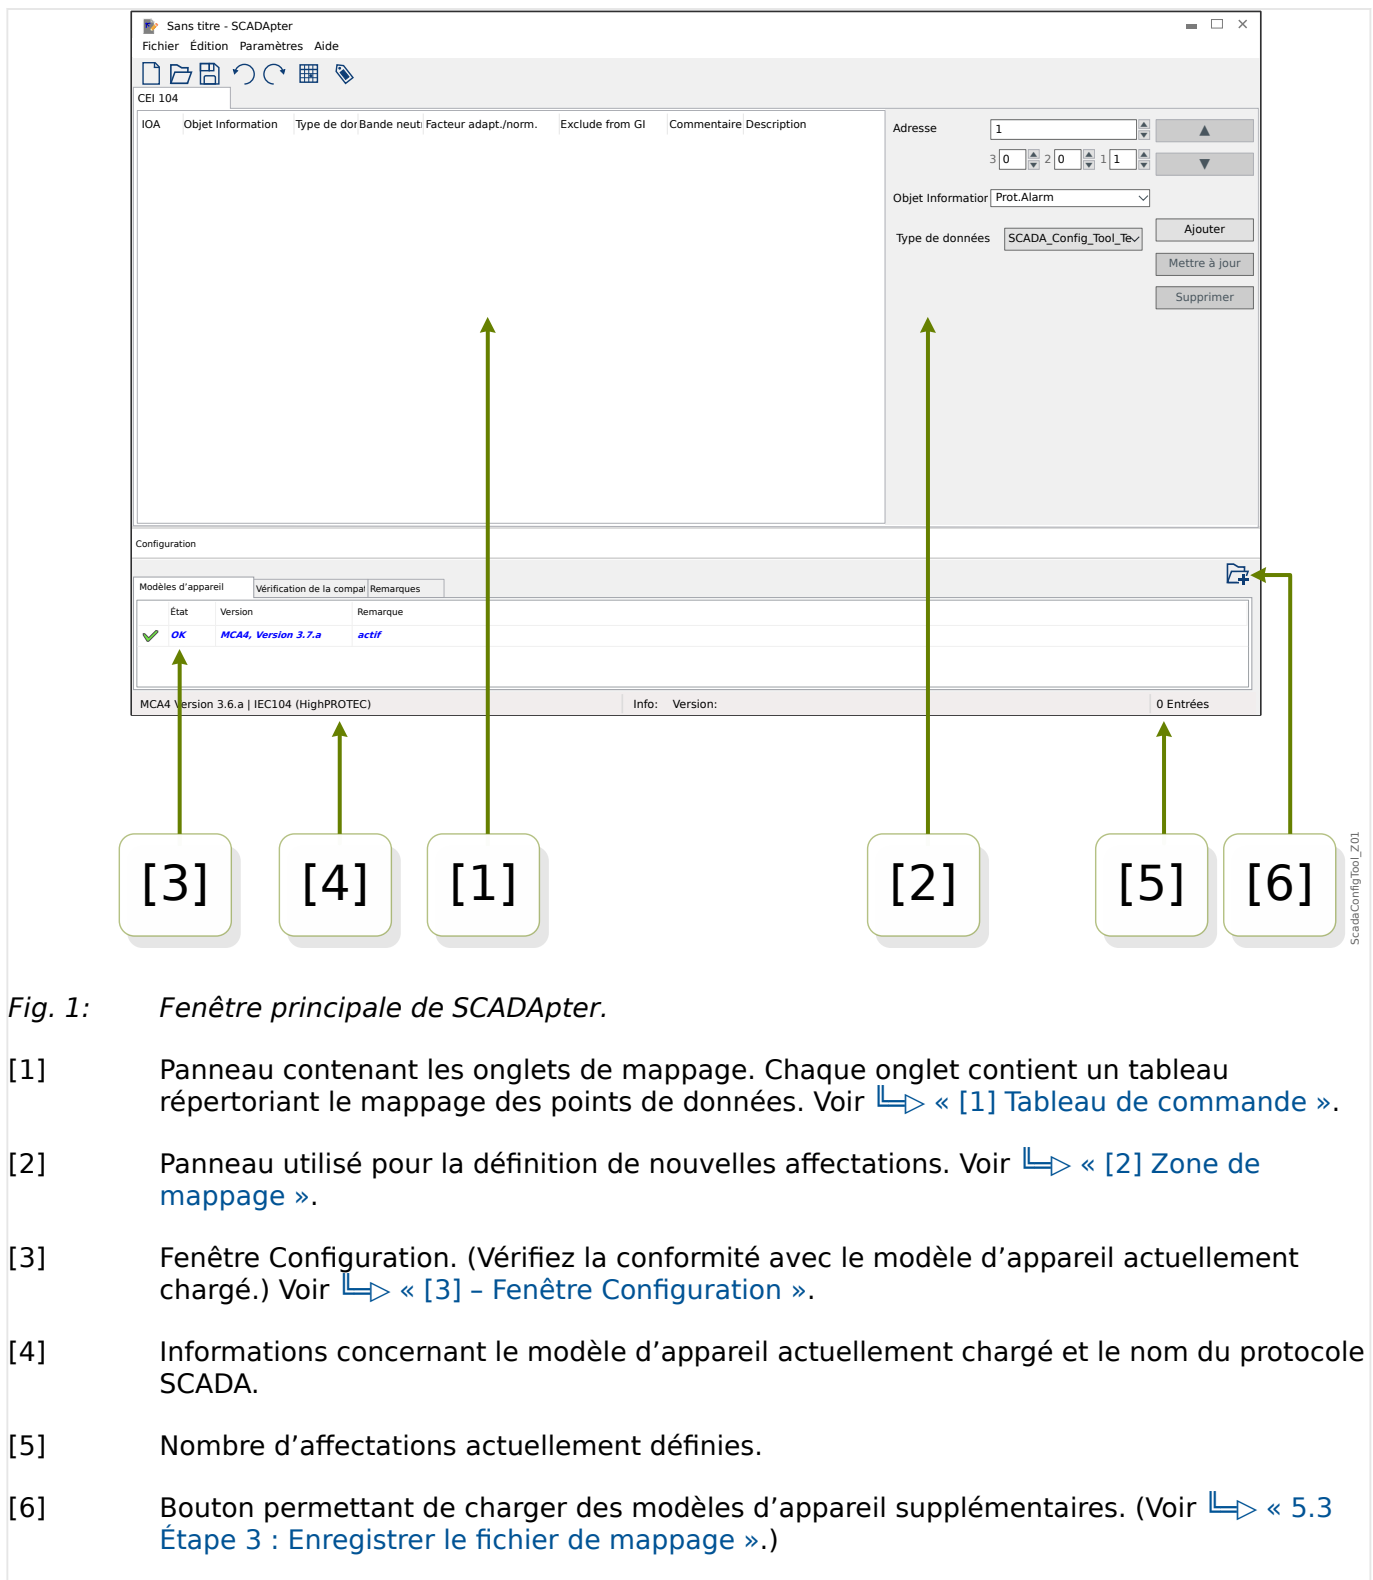 Sans titre - SCADApter
Fichier Édition Paramètres Aide
CEI 104
IOA Objet Information Type de dor Bande neut Facteur adapt./norm. Exclude from GI Commentaire Description
Adresse 1
3 0 2 0 1 1
Objet Information Prot.Alarm
Type de données SCADA_Config_Tool_Te
Ajouter
Mettre à jour
Supprimer
Configuration
Modèles d’appareil Vérification de la compat Remarques
État Version Remarque
OK MCA4, Version 3.7.a actif
MCA4 Version 3.6.a | IEC104 (HighPROTEC) Info: Version: 0 Entrées
[3] [4] [1] [2] [5] [6]
ScadaConfigTool_Z01
Fig. 1: Fenêtre principale de SCADApter.
[1] Panneau contenant les onglets de mappage. Chaque onglet contient un tableau
répertoriant le mappage des points de données. Voir « [1] Tableau de commande ».
[2] Panneau utilisé pour la définition de nouvelles affectations. Voir « [2] Zone de
mappage ».
[3] Fenêtre Configuration. (Vérifiez la conformité avec le modèle d’appareil actuellement
chargé.) Voir « [3] – Fenêtre Configuration ».
[4] Informations concernant le modèle d’appareil actuellement chargé et le nom du protocole
SCADA.
[5] Nombre d’affectations actuellement définies.
[6] Bouton permettant de charger des modèles d’appareil supplémentaires. (Voir « 5.3
Étape 3 : Enregistrer le fichier de mappage ».)